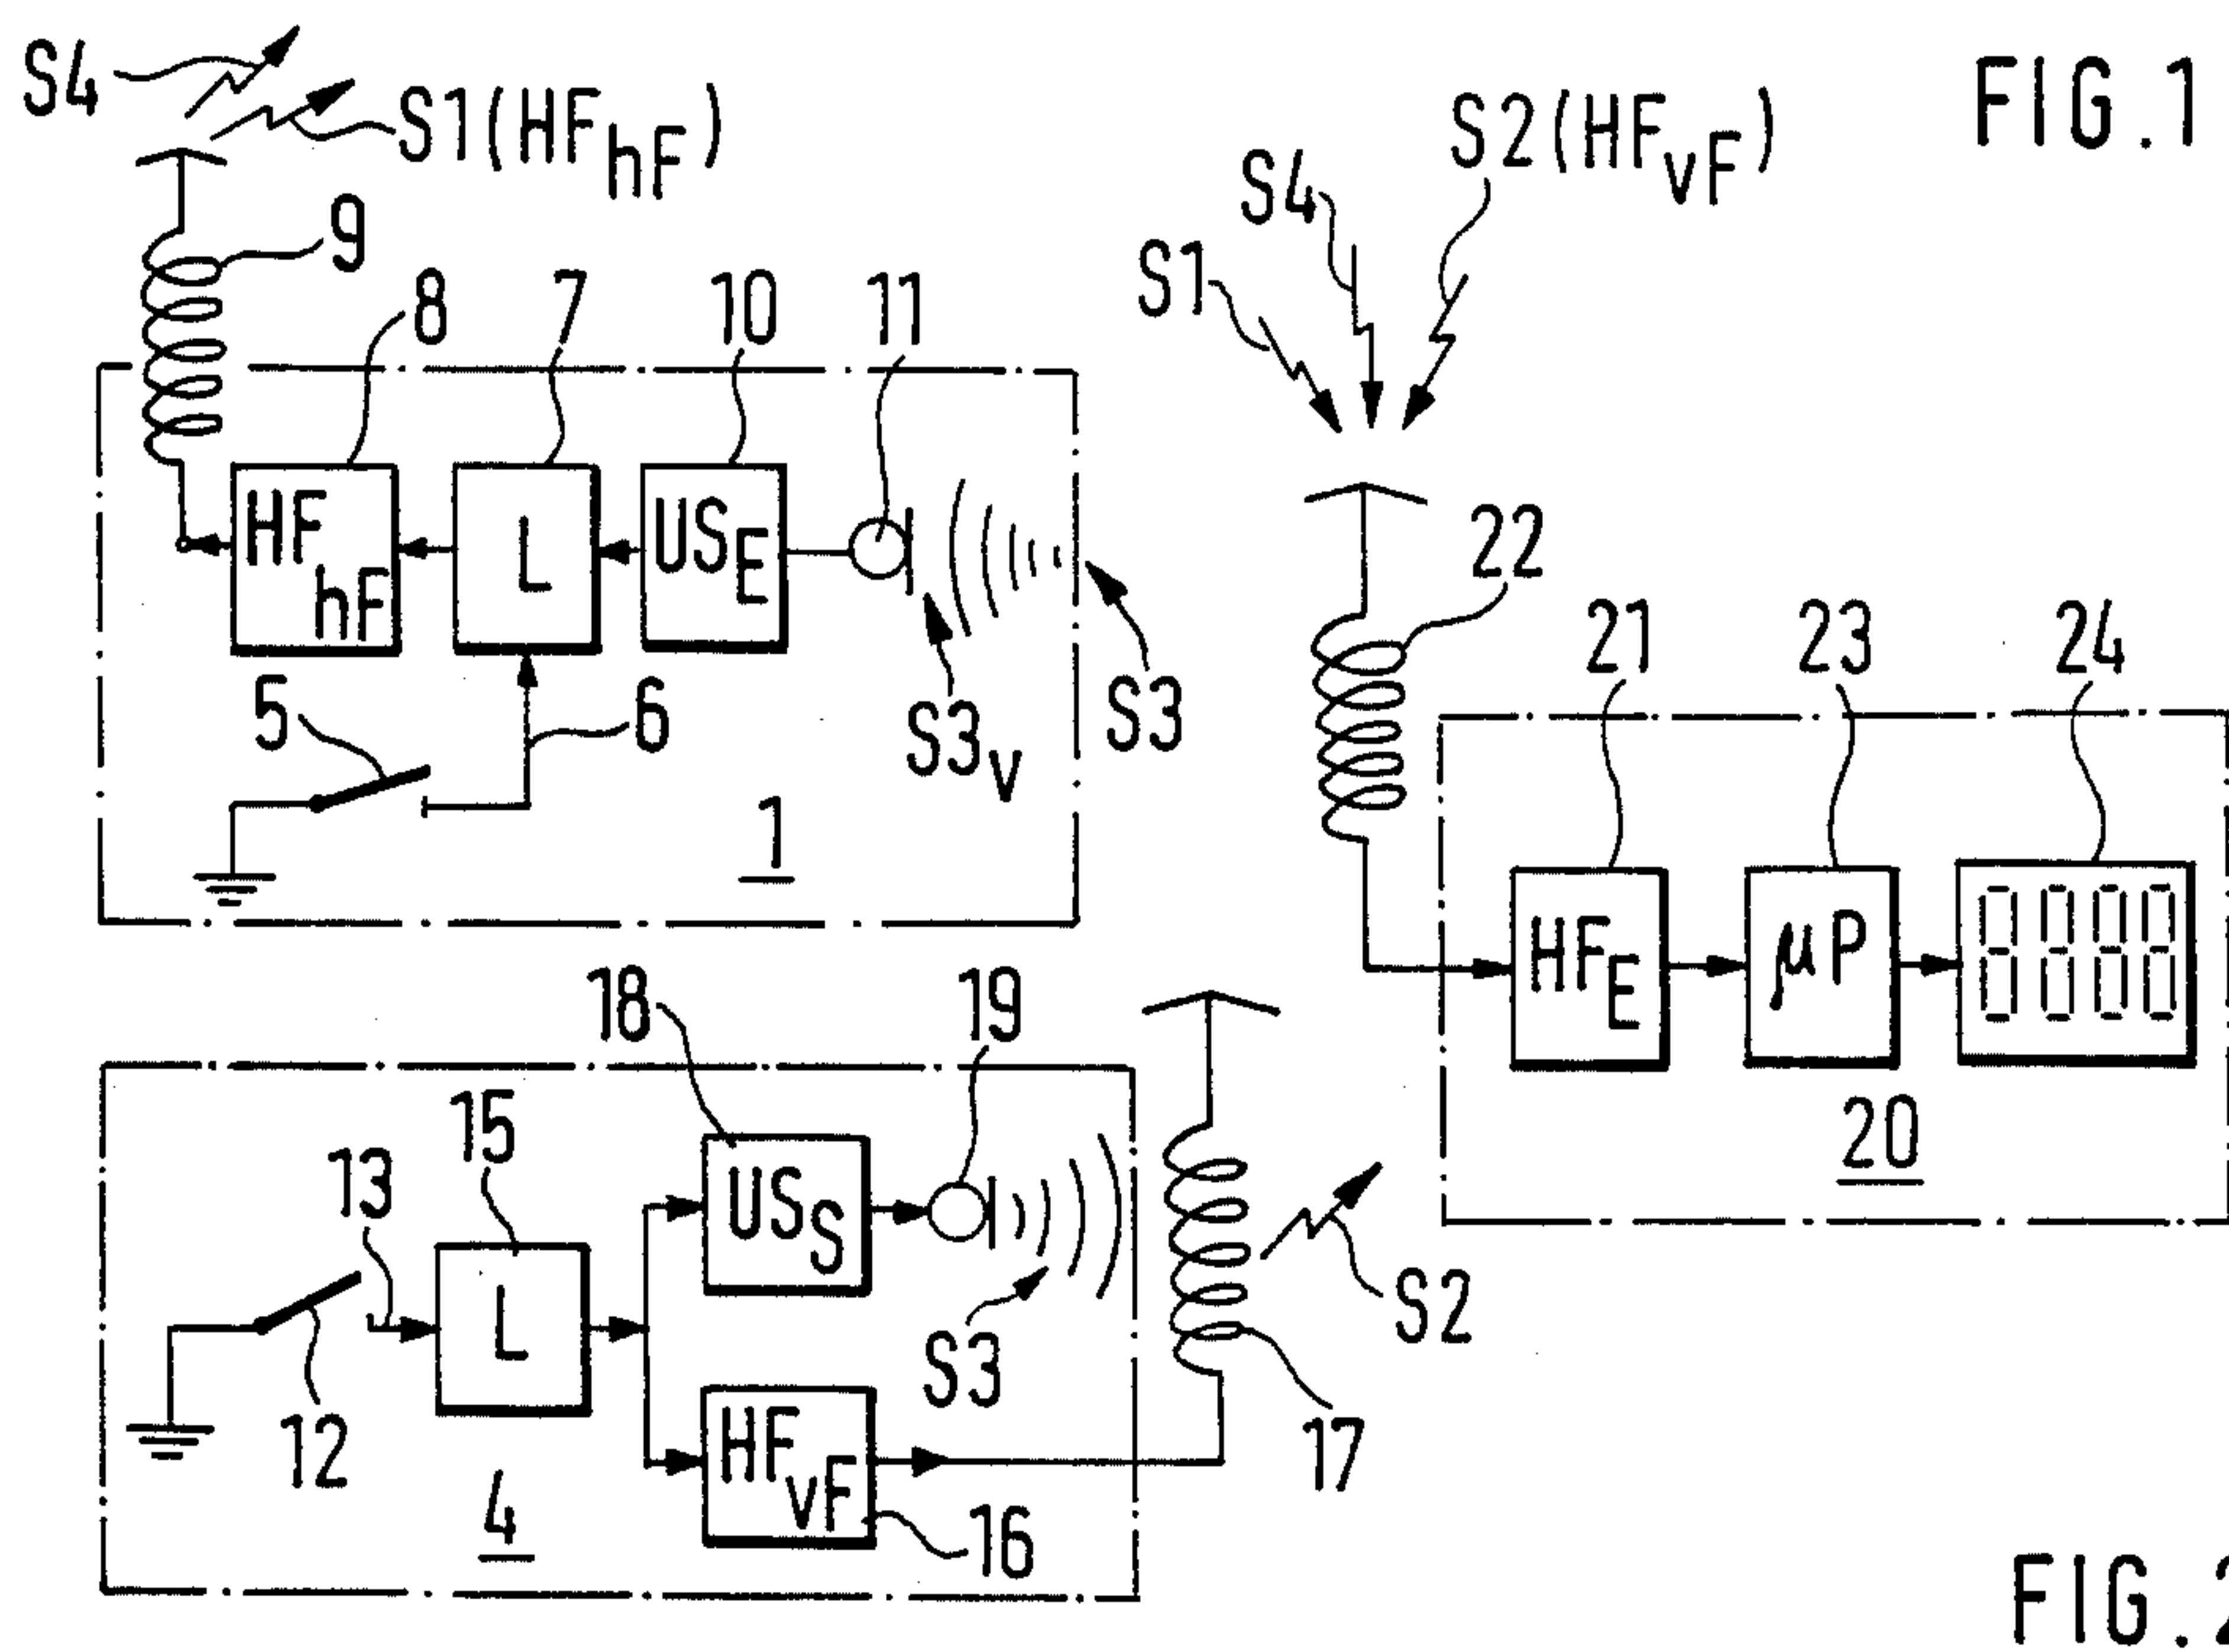 FIG.1
S4
S1(HFhF)
9
8
7
10
11
HFhF
L
USE
S3v
S3
5
6
1
S1
S4
S2(HFvF)
22
21
23
24
HFE
µP
8888
20
18
19
15
13
USS
L
S3
S2
12
HFvF
17
16
4
FIG.2